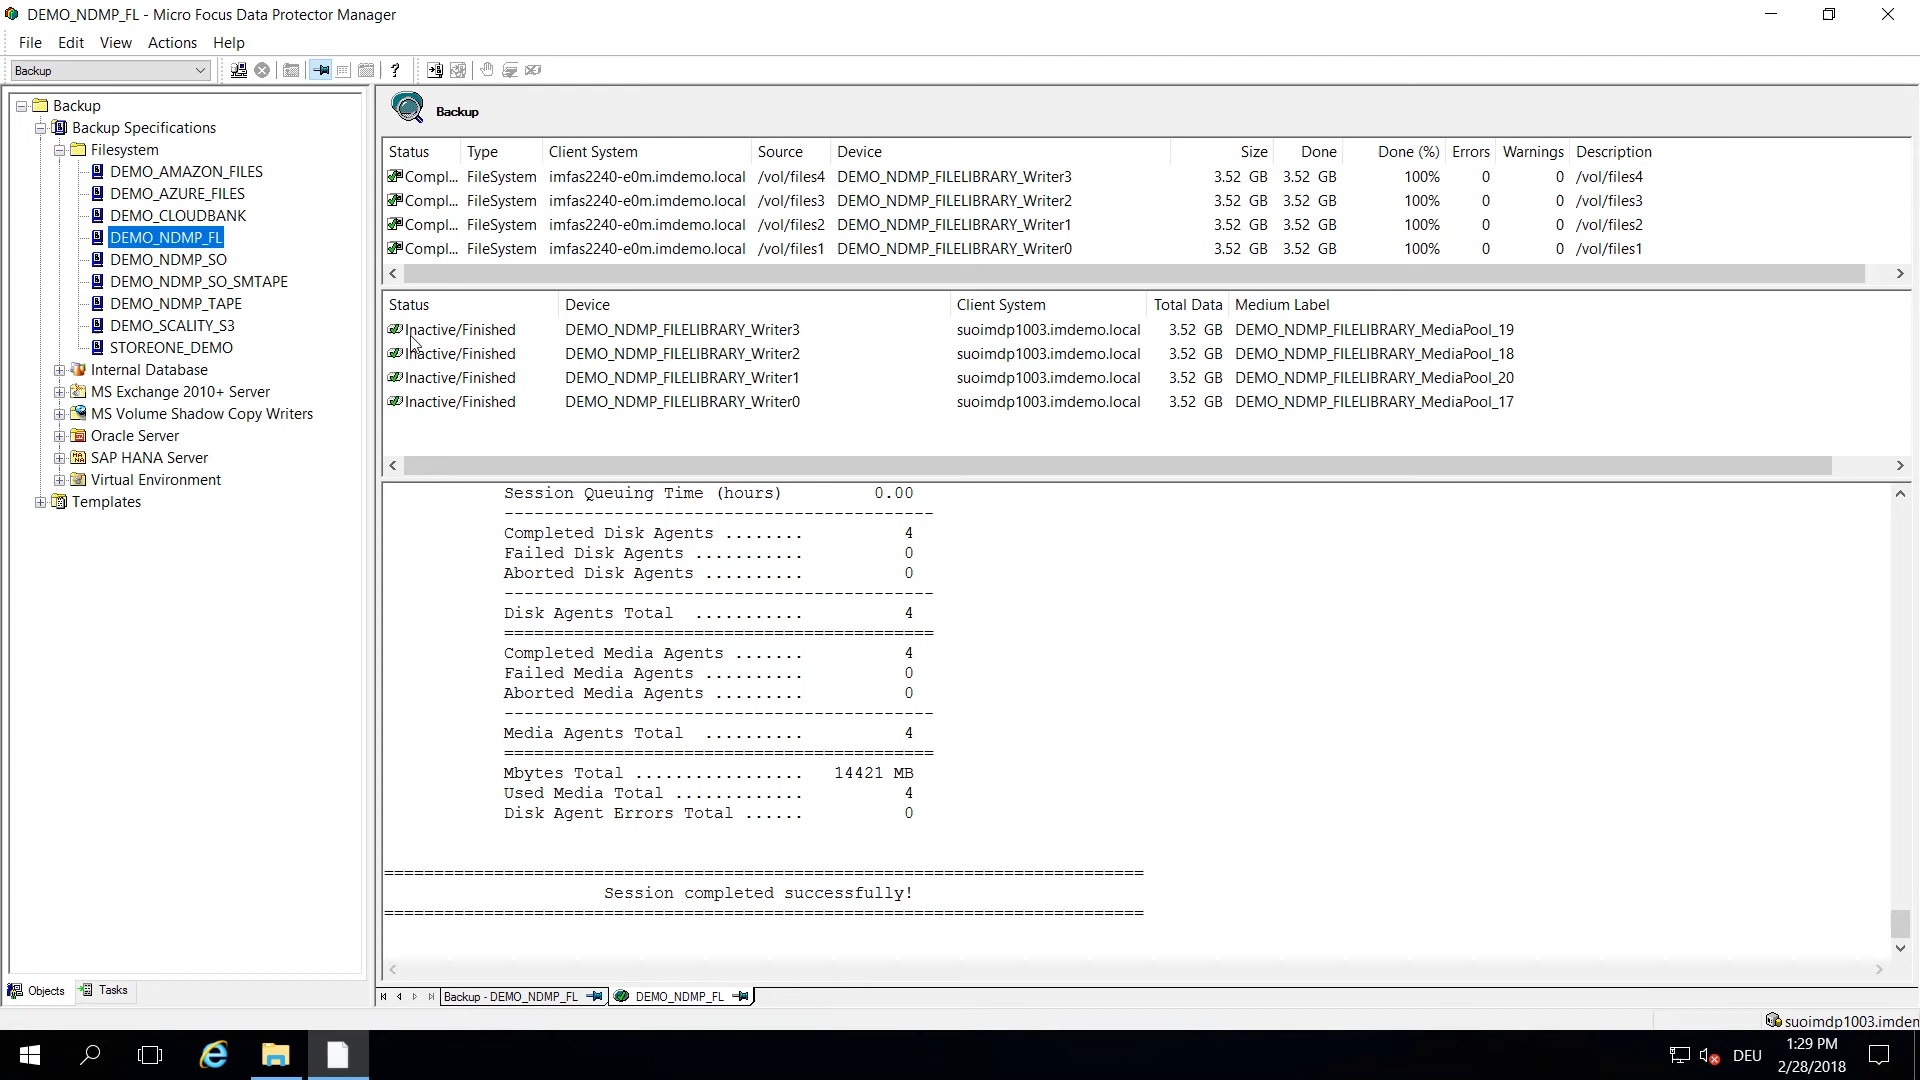 DEMO_NDMP_FL - Micro Focus Data Protector Manager
File Edit View Actions Help
Backup
Backup
Backup Specifications
Filesystem
DEMO_AMAZON_FILES
DEMO_AZURE_FILES
DEMO_CLOUDBANK
DEMO_NDMP_FL
DEMO_NDMP_SO
DEMO_NDMP_SO_SMTAPE
DEMO_NDMP_TAPE
DEMO_SCALITY_S3
STOREONE_DEMO
Internal Database
MS Exchange 2010+ Server
MS Volume Shadow Copy Writers
Oracle Server
SAP HANA Server
Virtual Environment
Templates
Objects Tasks
Backup
Status Type Client System Source Device Size Done Done (%) Errors Warnings Description
Compl... FileSystem imfas2240-e0m.imdemo.local /vol/files4 DEMO_NDMP_FILELIBRARY_Writer3 3.52 GB 3.52 GB 100% 0 0 /vol/files4
Compl... FileSystem imfas2240-e0m.imdemo.local /vol/files3 DEMO_NDMP_FILELIBRARY_Writer2 3.52 GB 3.52 GB 100% 0 0 /vol/files3
Compl... FileSystem imfas2240-e0m.imdemo.local /vol/files2 DEMO_NDMP_FILELIBRARY_Writer1 3.52 GB 3.52 GB 100% 0 0 /vol/files2
Compl... FileSystem imfas2240-e0m.imdemo.local /vol/files1 DEMO_NDMP_FILELIBRARY_Writer0 3.52 GB 3.52 GB 100% 0 0 /vol/files1
Status Device Client System Total Data Medium Label
Inactive/Finished DEMO_NDMP_FILELIBRARY_Writer3 suoimdp1003.imdemo.local 3.52 GB DEMO_NDMP_FILELIBRARY_MediaPool_19
Inactive/Finished DEMO_NDMP_FILELIBRARY_Writer2 suoimdp1003.imdemo.local 3.52 GB DEMO_NDMP_FILELIBRARY_MediaPool_18
Inactive/Finished DEMO_NDMP_FILELIBRARY_Writer1 suoimdp1003.imdemo.local 3.52 GB DEMO_NDMP_FILELIBRARY_MediaPool_20
Inactive/Finished DEMO_NDMP_FILELIBRARY_Writer0 suoimdp1003.imdemo.local 3.52 GB DEMO_NDMP_FILELIBRARY_MediaPool_17
Session Queuing Time (hours) 0.00
-------------------------------------------
Completed Disk Agents ........ 4
Failed Disk Agents ........... 0
Aborted Disk Agents .......... 0
-------------------------------------------
Disk Agents Total ........... 4
===========================================
Completed Media Agents ....... 4
Failed Media Agents .......... 0
Aborted Media Agents ......... 0
-------------------------------------------
Media Agents Total .......... 4
===========================================
Mbytes Total ................. 14421 MB
Used Media Total ............. 4
Disk Agent Errors Total ...... 0
============================================================================
Session completed successfully!
============================================================================
Backup - DEMO_NDMP_FL DEMO_NDMP_FL
suoimdp1003.imden
DEU
1:29 PM
2/28/2018